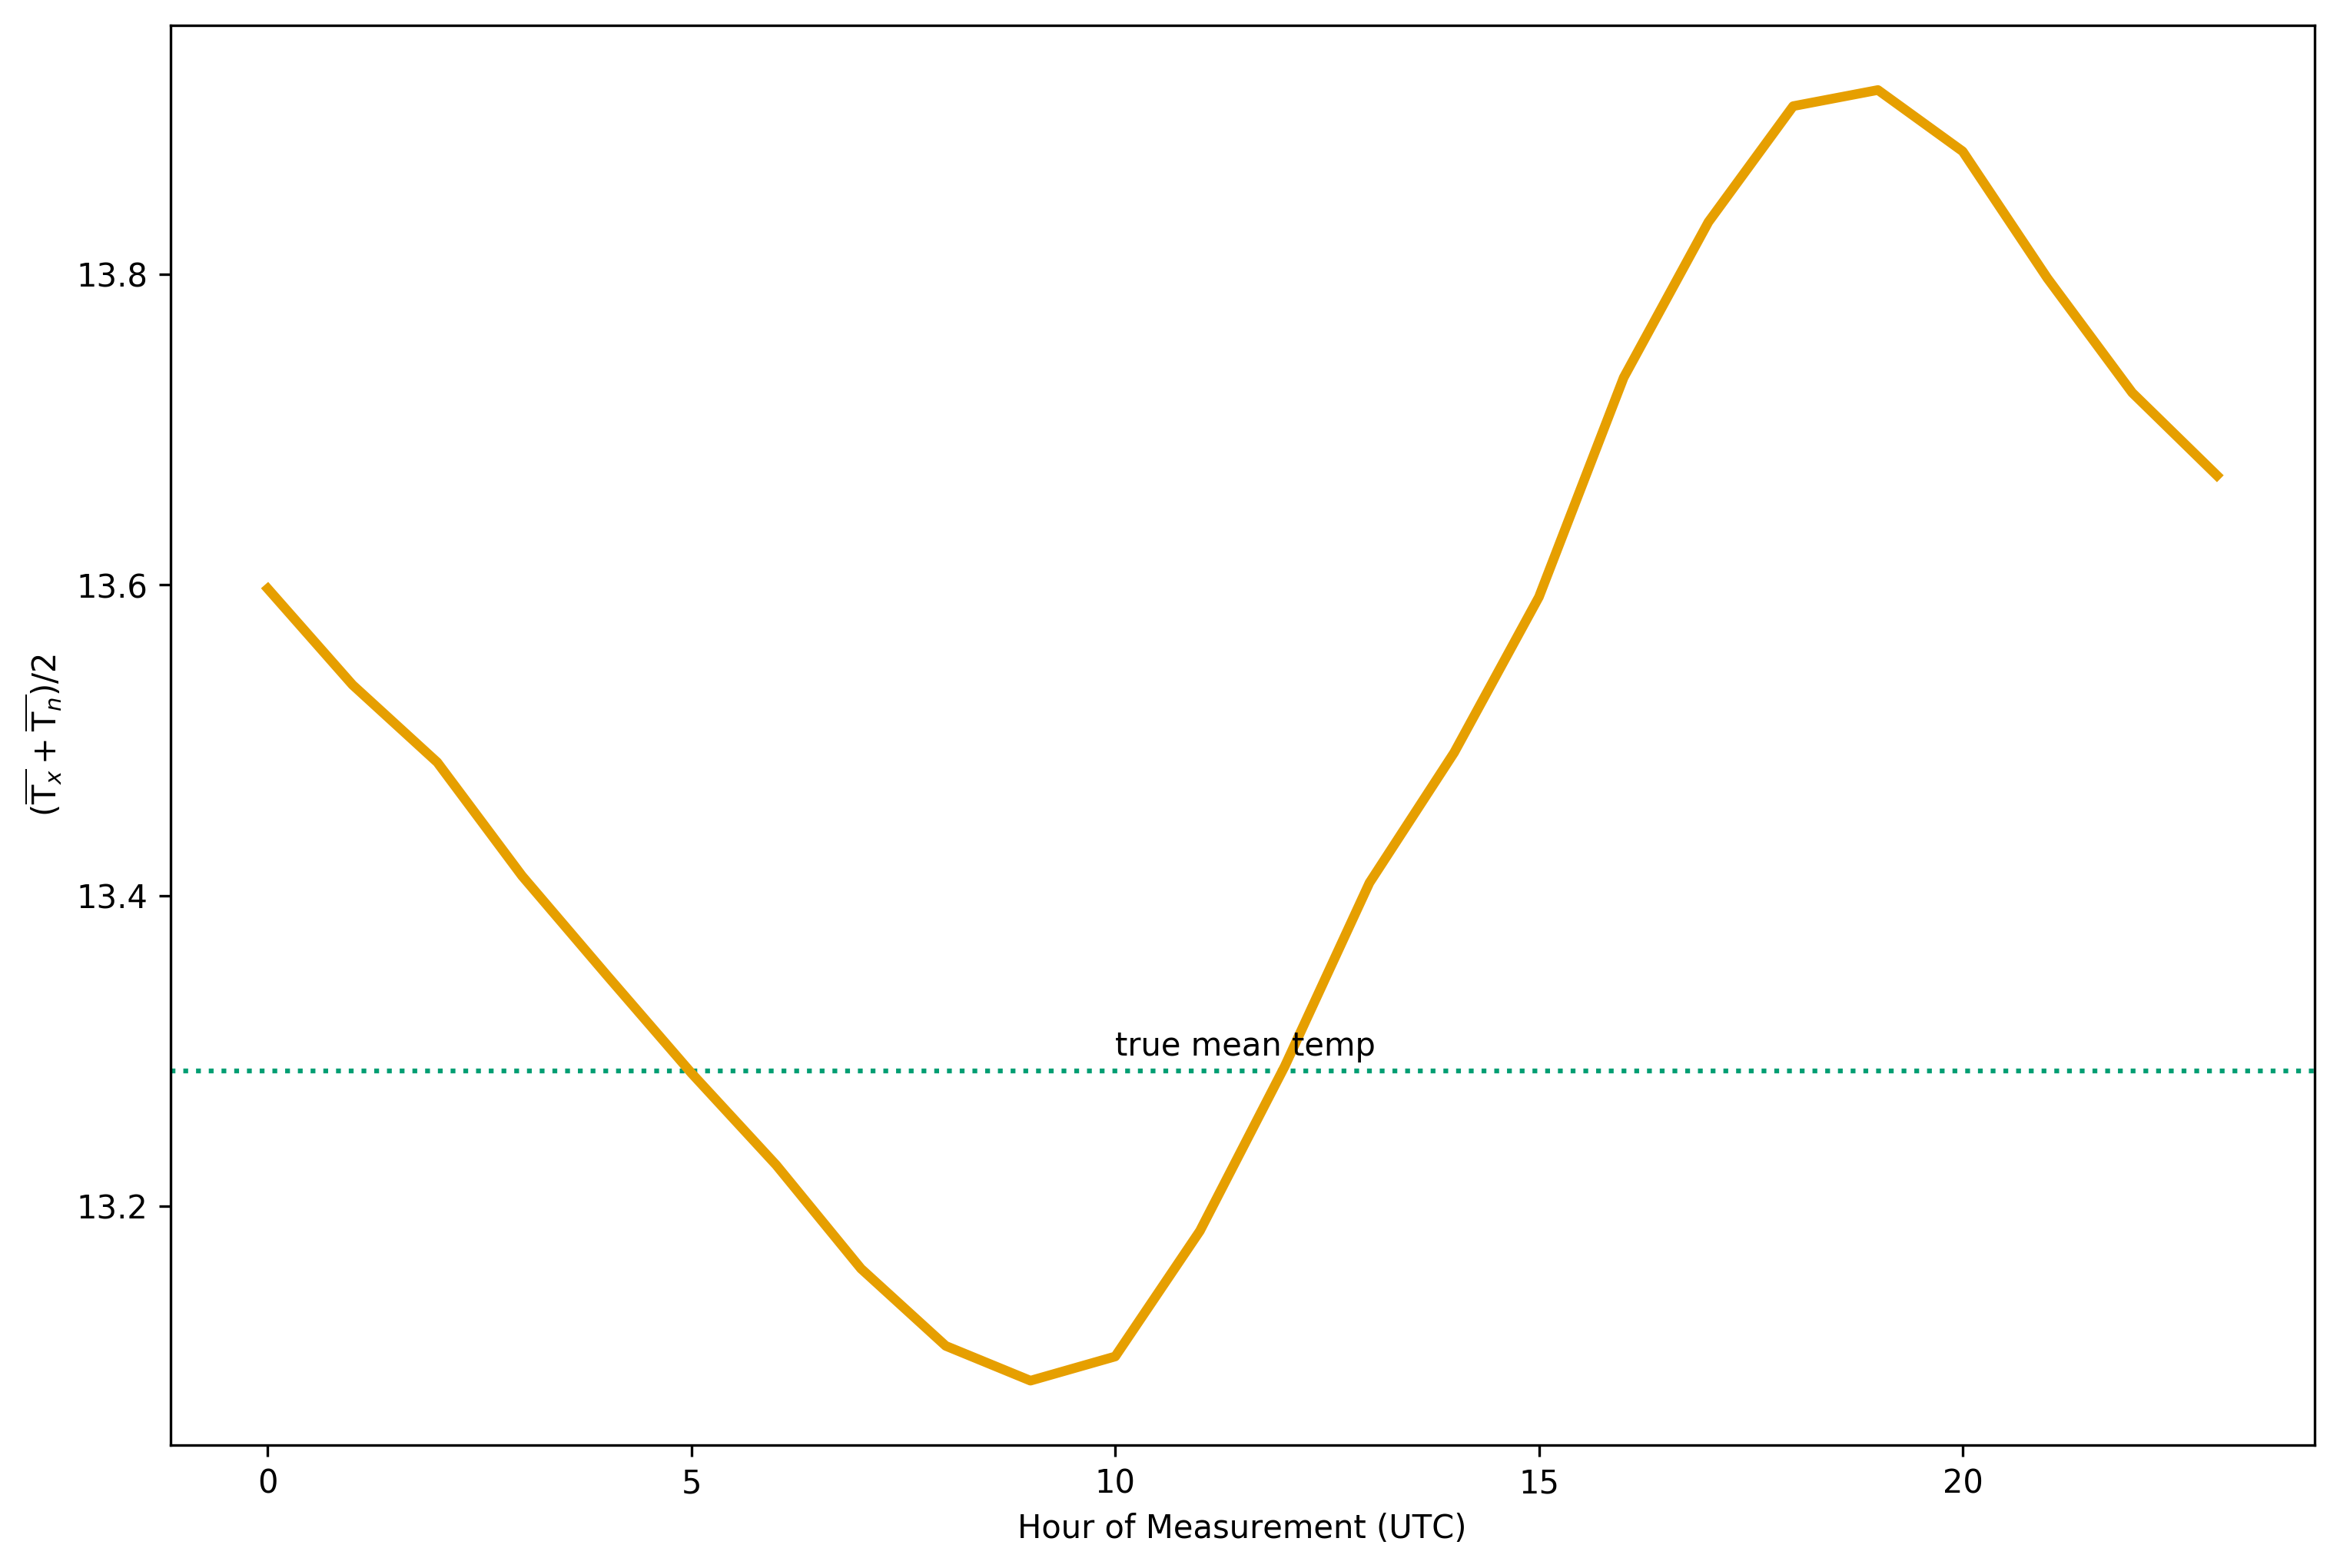 (T̅ₓ + T̅ₙ)/2
13.8
13.6
13.4
13.2
true mean temp
0 5 10 15 20
Hour of Measurement (UTC)